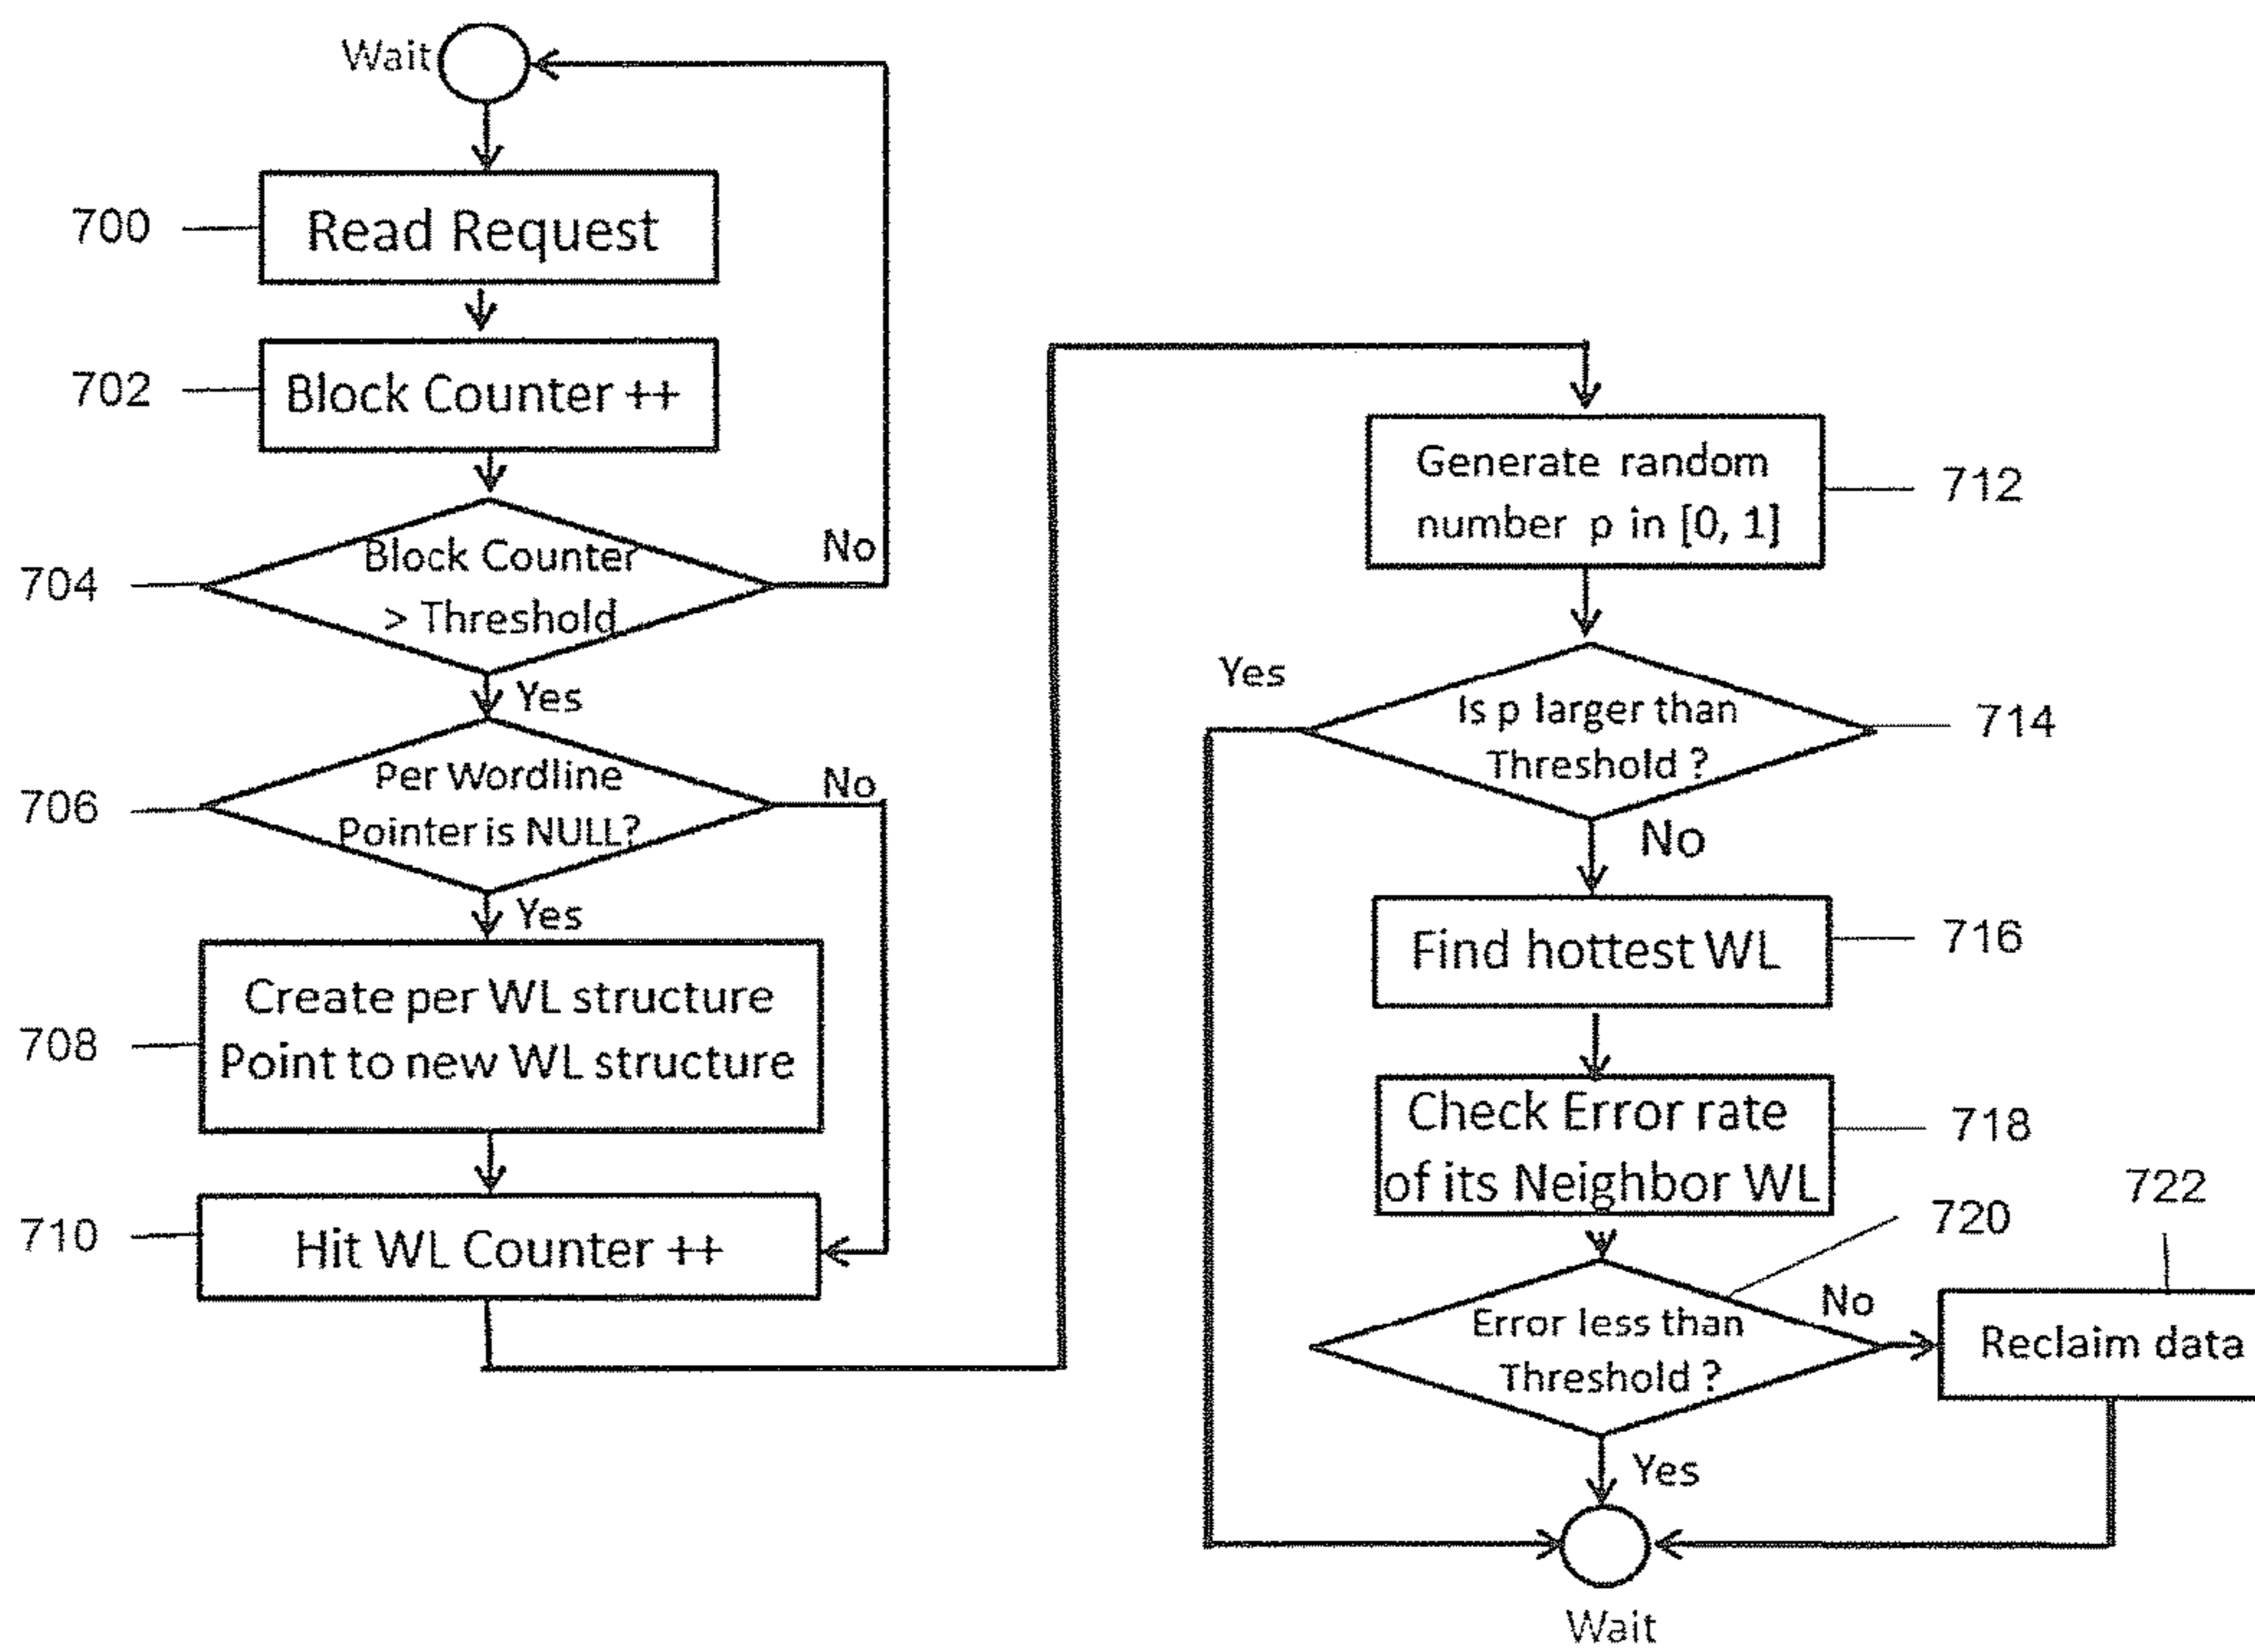 Wait
700
Read Request
702
Block Counter ++
704
Block Counter
> Threshold
No
Yes
706
Per Wordline
Pointer is NULL?
No
Yes
708
Create per WL structure
Point to new WL structure
710
Hit WL Counter ++
Generate random
number p in [0, 1]
712
Yes
Is p larger than
Threshold ?
714
No
Find hottest WL
716
Check Error rate
of its Neighbor WL
718
720
722
Error less than
Threshold ?
No
Reclaim data
Yes
Wait